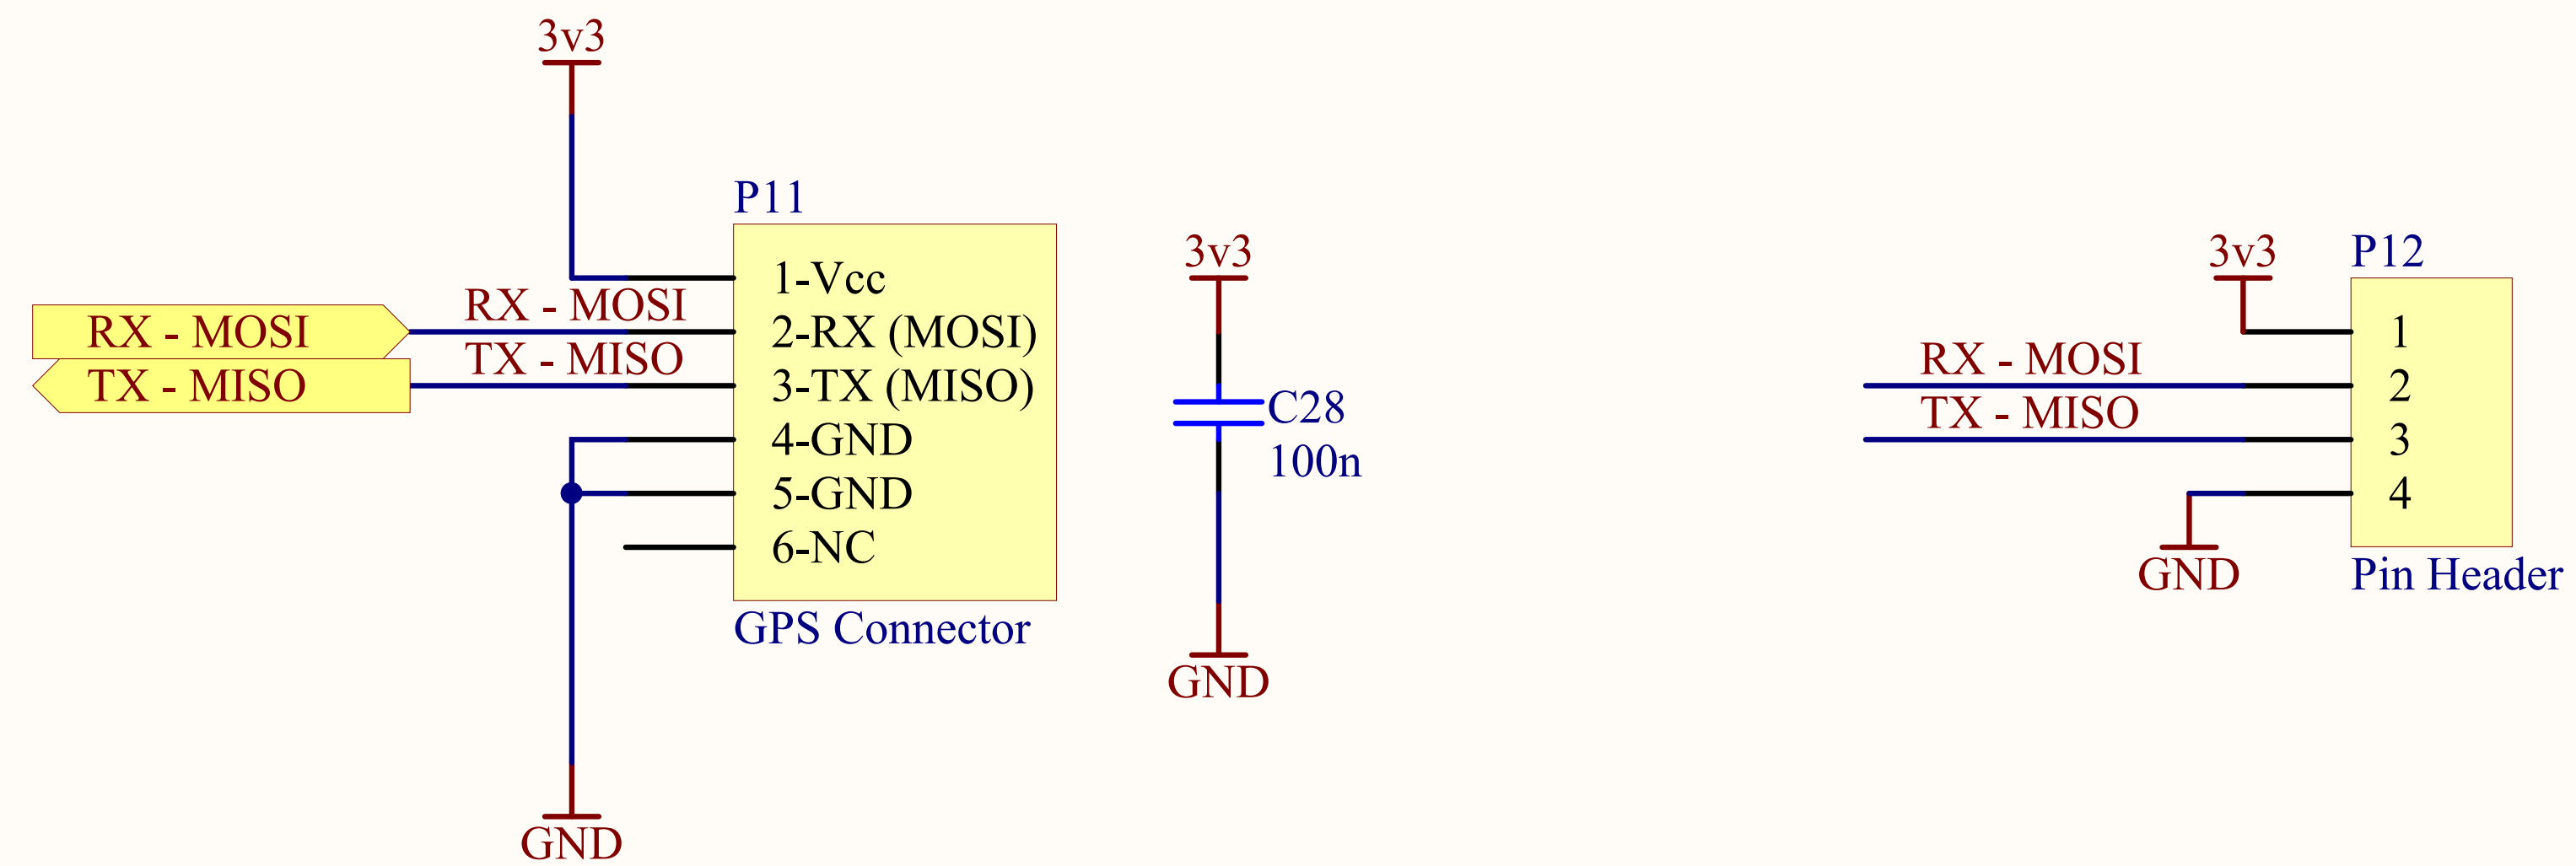 3v3
P11
1-Vcc
RX - MOSI
RX - MOSI
2-RX (MOSI)
TX - MISO
TX - MISO
3-TX (MISO)
4-GND
5-GND
6-NC
GPS Connector
GND
3v3
C28
100n
GND
3v3
P12
1
RX - MOSI
2
TX - MISO
3
4
GND
Pin Header